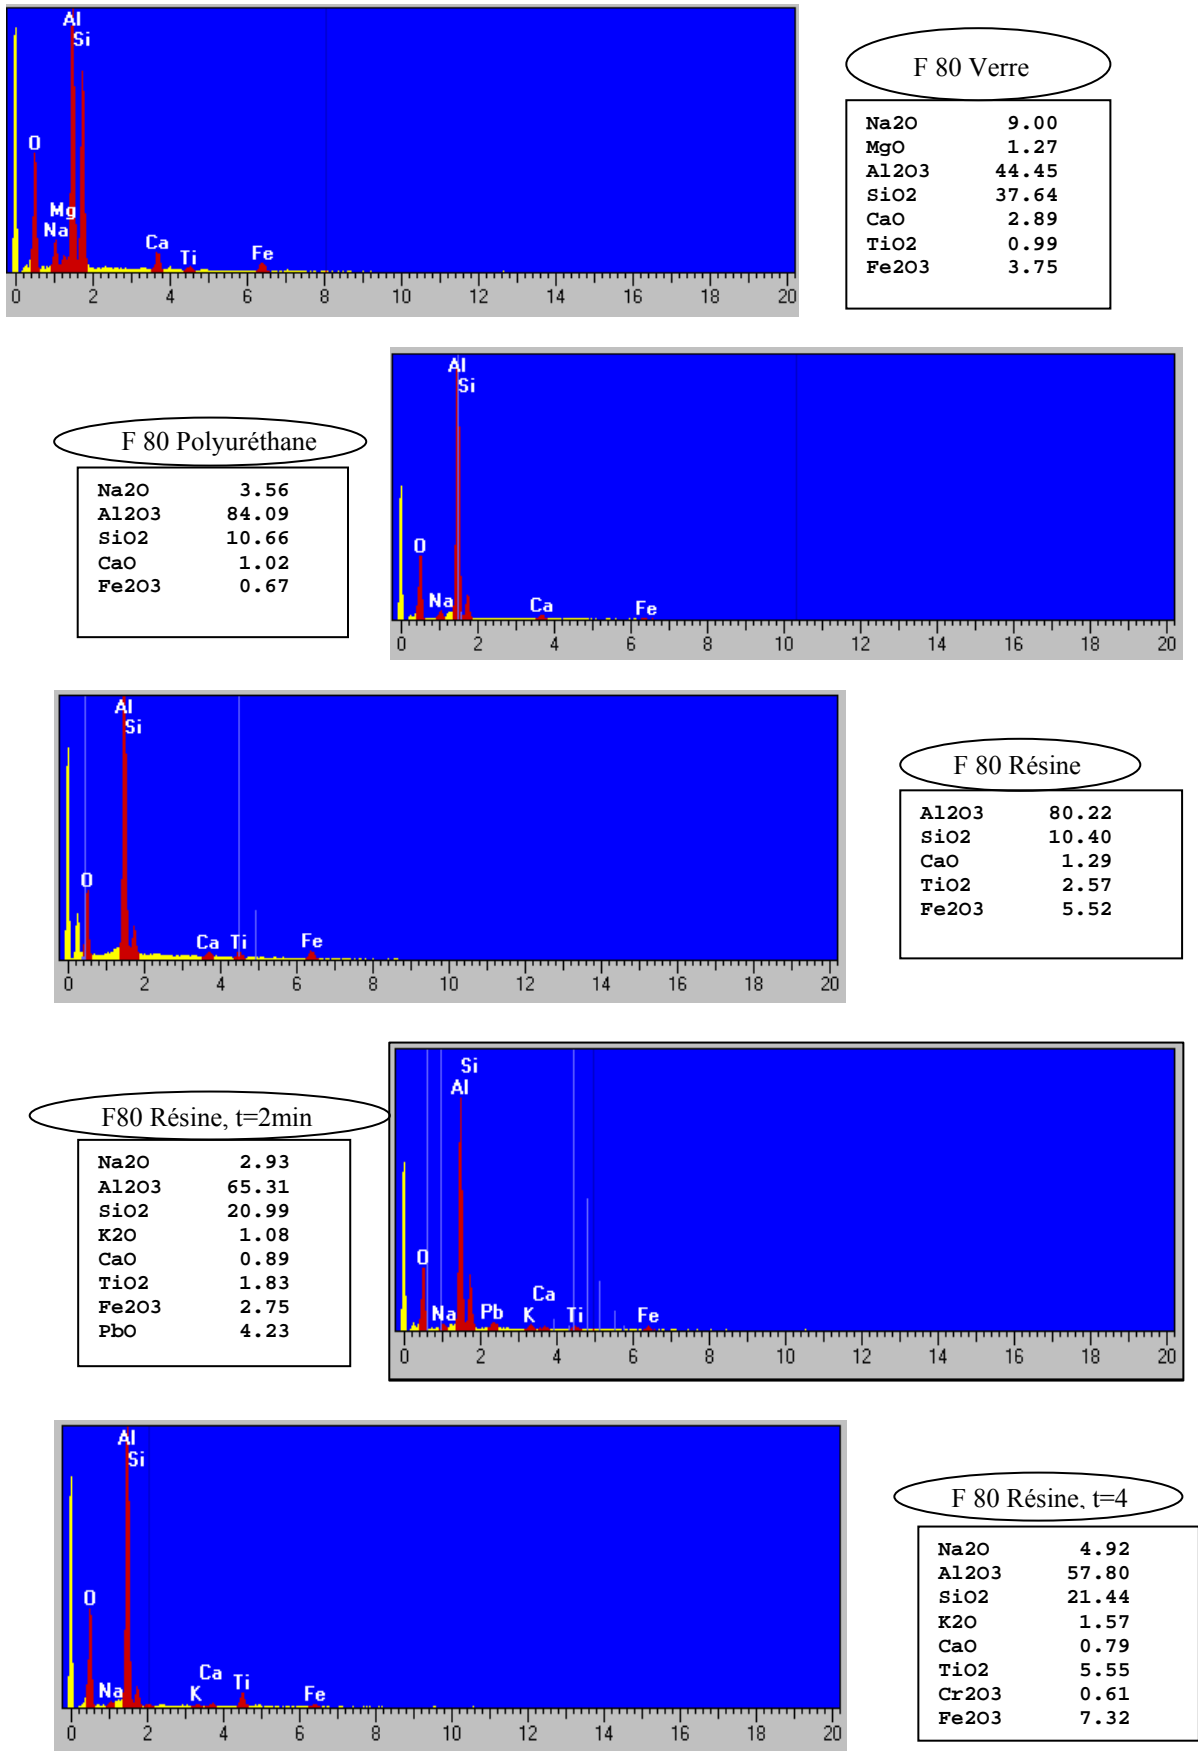 Al
Si
O
Mg
Na
Ca
Ti
Fe
0 2 4 6 8 10 12 14 16 18 20
F 80 Verre
Na2O 9.00
MgO 1.27
Al2O3 44.45
SiO2 37.64
CaO 2.89
TiO2 0.99
Fe2O3 3.75
F 80 Polyuréthane
Na2O 3.56
Al2O3 84.09
SiO2 10.66
CaO 1.02
Fe2O3 0.67
Al
Si
O
Na
Ca
Fe
0 2 4 6 8 10 12 14 16 18 20
Al
Si
O
Ca Ti Fe
0 2 4 6 8 10 12 14 16 18 20
F 80 Résine
Al2O3 80.22
SiO2 10.40
CaO 1.29
TiO2 2.57
Fe2O3 5.52
F80 Résine, t=2min
Na2O 2.93
Al2O3 65.31
SiO2 20.99
K2O 1.08
CaO 0.89
TiO2 1.83
Fe2O3 2.75
PbO 4.23
Si
Al
O
Ca
Na Pb K Ti Fe
0 2 4 6 8 10 12 14 16 18 20
Al
Si
O
Ca Ti
Na K Fe
0 2 4 6 8 10 12 14 16 18 20
F 80 Résine, t=4
Na2O 4.92
Al2O3 57.80
SiO2 21.44
K2O 1.57
CaO 0.79
TiO2 5.55
Cr2O3 0.61
Fe2O3 7.32